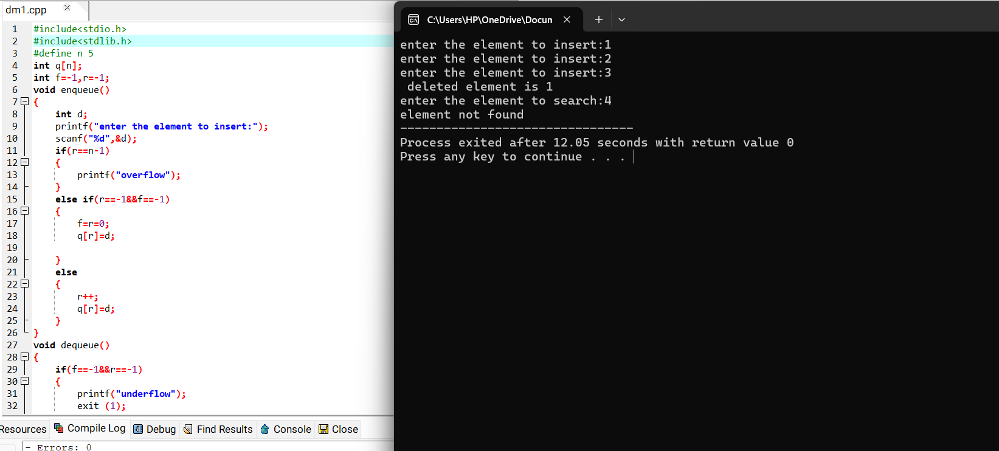 dm1.cpp
1 #include<stdio.h>
2 #include<stdlib.h>
3 #define n 5
4 int q[n];
5 int f=-1,r=-1;
6 void enqueue()
7 {
8 int d;
9 printf("enter the element to insert:");
10 scanf("%d",&d);
11 if(r==n-1)
12 {
13 printf("overflow");
14 }
15 else if(r==-1&&f==-1)
16 {
17 f=r=0;
18 q[r]=d;
19
20 }
21 else
22 {
23 r++;
24 q[r]=d;
25 }
26 }
27 void dequeue()
28 {
29 if(f==-1&&r==-1)
30 {
31 printf("underflow");
32 exit (1);
Resources Compile Log Debug Find Results Console Close
- Errors: 0
C:\Users\HP\OneDrive\Docun
enter the element to insert:1
enter the element to insert:2
enter the element to insert:3
deleted element is 1
enter the element to search:4
element not found
--------------------------------
Process exited after 12.05 seconds with return value 0
Press any key to continue . . .